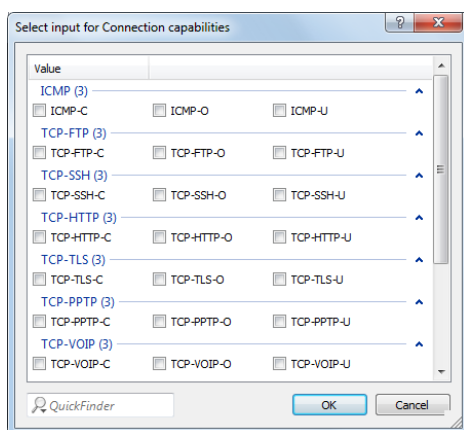 Select input for Connection capabilities
Value
ICMP (3)
ICMP-C ICMP-O ICMP-U
TCP-FTP (3)
TCP-FTP-C TCP-FTP-O TCP-FTP-U
TCP-SSH (3)
TCP-SSH-C TCP-SSH-O TCP-SSH-U
TCP-HTTP (3)
TCP-HTTP-C TCP-HTTP-O TCP-HTTP-U
TCP-TLS (3)
TCP-TLS-C TCP-TLS-O TCP-TLS-U
TCP-PPTP (3)
TCP-PPTP-C TCP-PPTP-O TCP-PPTP-U
TCP-VOIP (3)
TCP-VOIP-C TCP-VOIP-O TCP-VOIP-U
QuickFinder OK Cancel